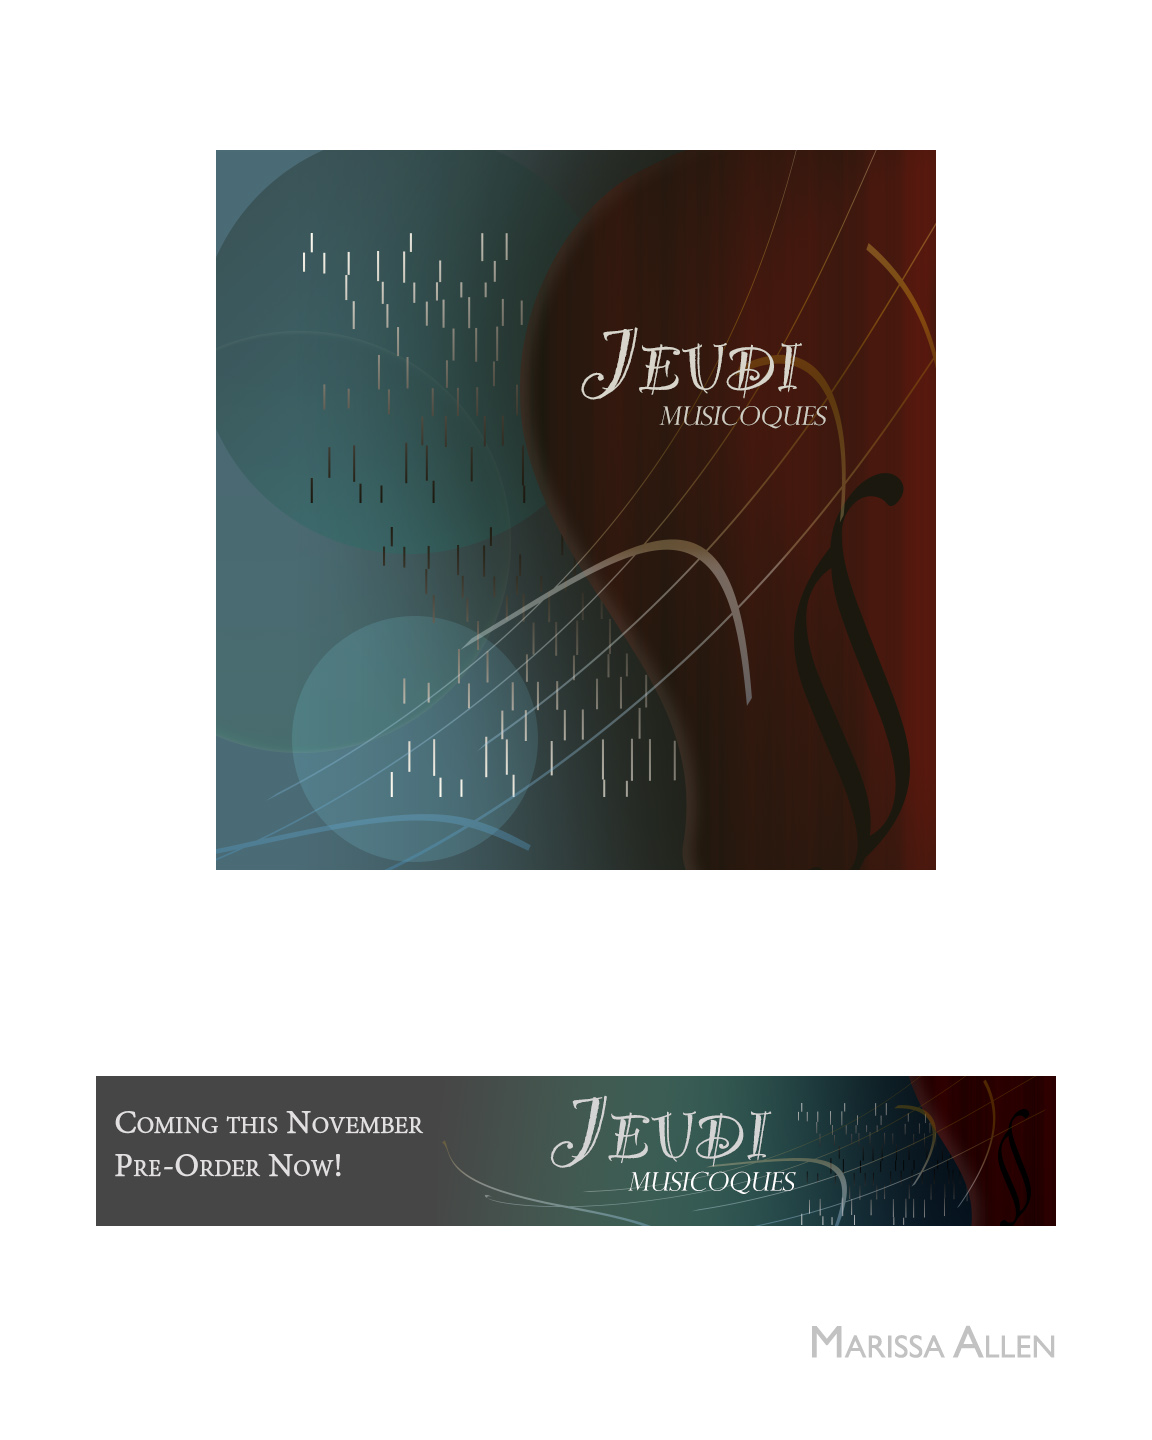 Jeudi
MUSICOQUES
Coming this November
Pre-Order Now!
Jeudi
MUSICOQUES
Marissa Allen